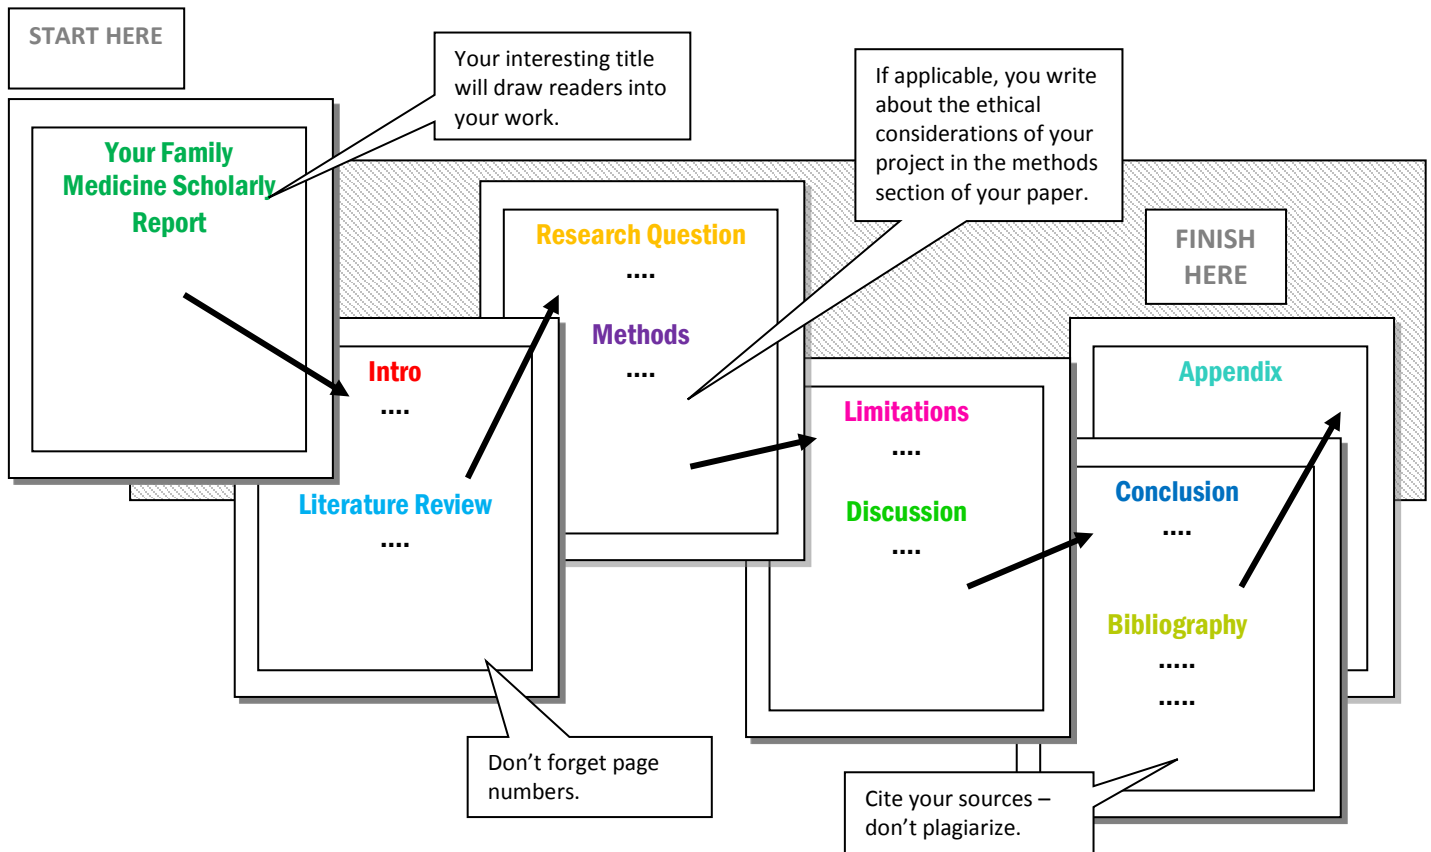 START HERE
Your interesting title
will draw readers into
your work.
If applicable, you write
about the ethical
considerations of your
project in the methods
section of your paper.
Your Family
Medicine Scholarly
Report
Research Question
....
Methods
....
FINISH
HERE
Intro
....
Literature Review
....
Limitations
....
Discussion
....
Appendix
Conclusion
....
Bibliography
.....
.....
Don’t forget page
numbers.
Cite your sources –
don’t plagiarize.